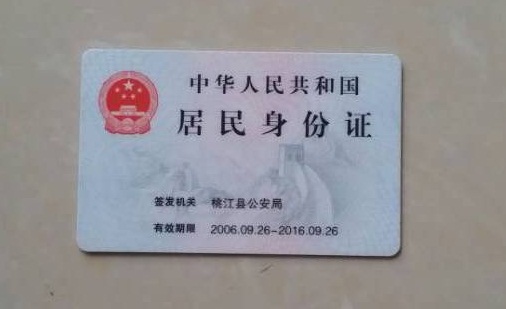 中华人民共和国
居民身份证
签发机关 桃江县公安局
有效期限 2006.09.26-2016.09.26